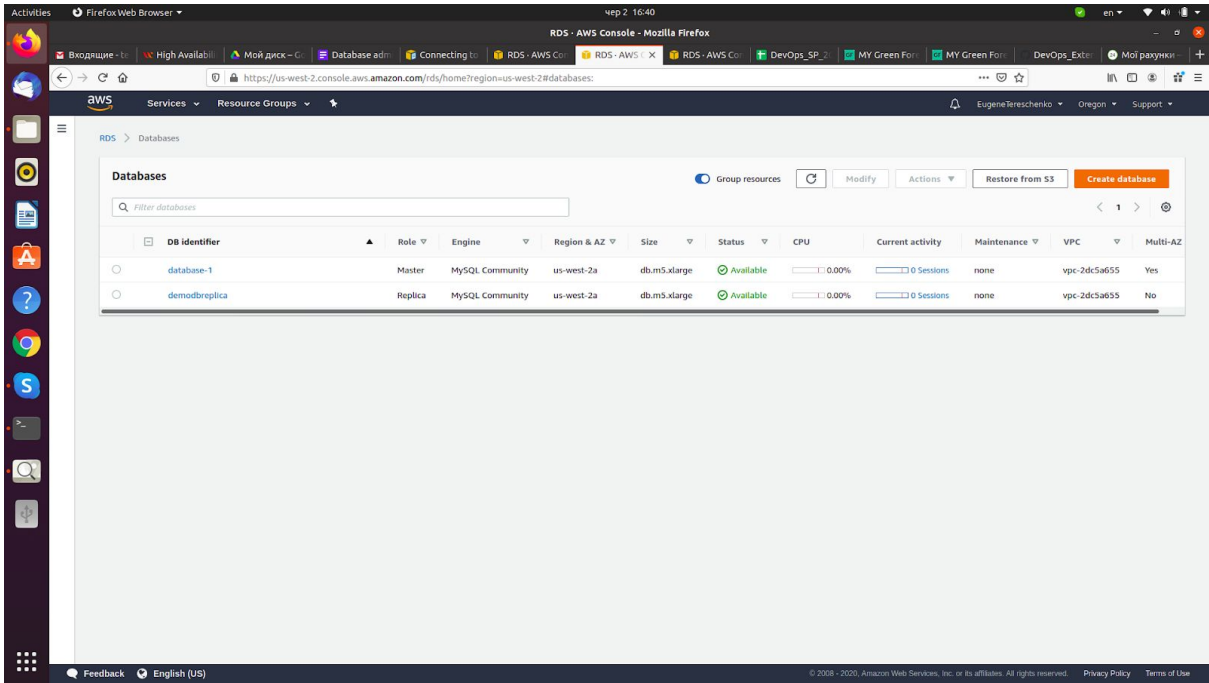 Activities Firefox Web Browser чер 2 16:40 en
RDS · AWS Console - Mozilla Firefox
Входящие - te High Availabili Мой диск – Go Database adm Connecting to RDS · AWS Con RDS · AWS C RDS · AWS Con DevOps_SP_2 MY Green Fore MY Green Fore DevOps_Exter Мої рахунки –
https://us-west-2.console.aws.amazon.com/rds/home?region=us-west-2#databases:
aws Services Resource Groups EugeneTereschenko Oregon Support
RDS > Databases
Databases Group resources Modify Actions Restore from S3 Create database
Filter databases 1
DB identifier Role Engine Region & AZ Size Status CPU Current activity Maintenance VPC Multi-AZ
database-1 Master MySQL Community us-west-2a db.m5.xlarge Available 0.00% 0 Sessions none vpc-2dc5a655 Yes
demodbreplica Replica MySQL Community us-west-2a db.m5.xlarge Available 0.00% 0 Sessions none vpc-2dc5a655 No
Feedback English (US) © 2008 - 2020, Amazon Web Services, Inc. or its affiliates. All rights reserved. Privacy Policy Terms of Use